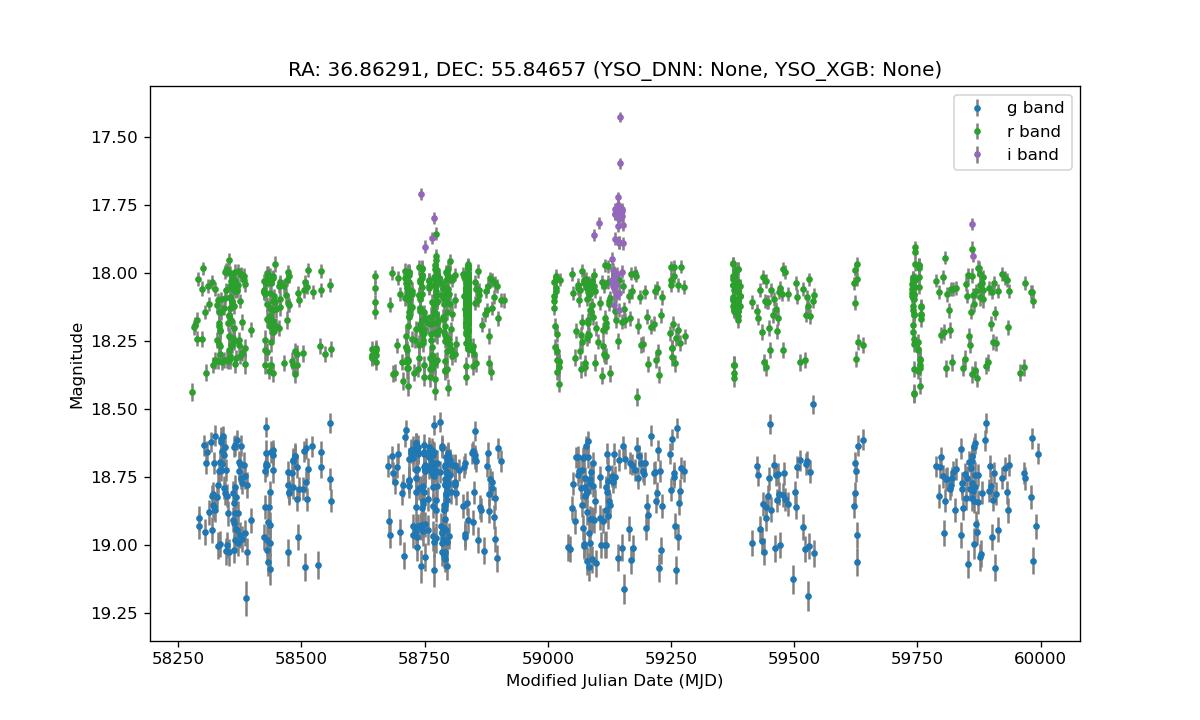 RA: 36.86291, DEC: 55.84657 (YSO_DNN: None, YSO_XGB: None)
g band
r band
i band
17.50
17.75
18.00
18.25
18.50
18.75
19.00
19.25
Magnitude
58250 58500 58750 59000 59250 59500 59750 60000
Modified Julian Date (MJD)